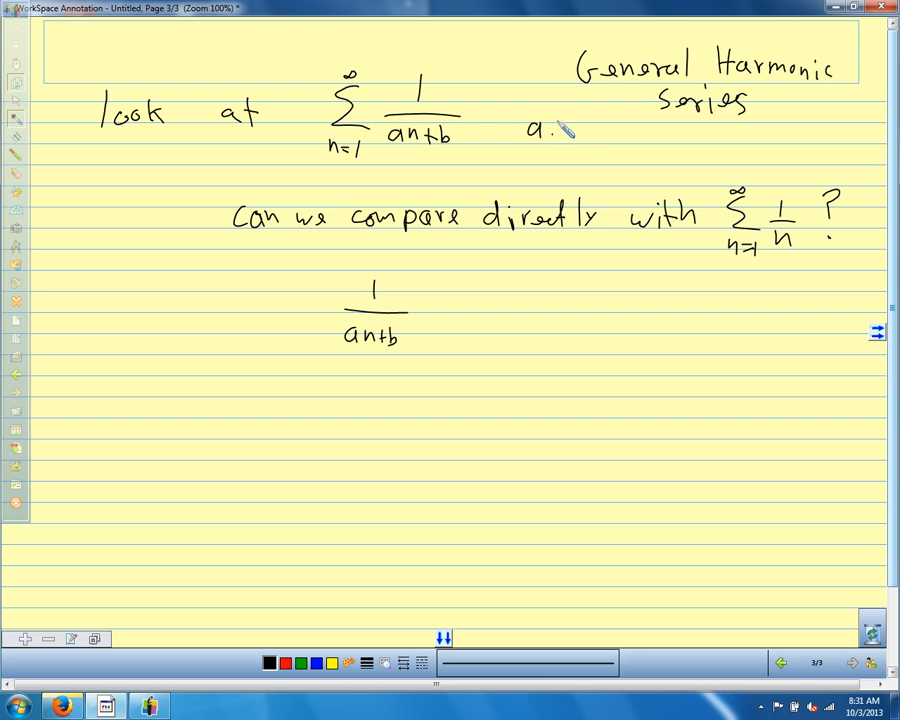 WorkSpace Annotation - Untitled, Page 3/3 (Zoom 100%) *
General Harmonic
series
look at ∑_{n=1}^{∞} 1/(an+b) a.
can we compare directly with ∑_{n=1}^{∞} 1/n ?
1/(an+b)
3/3
8:31 AM
10/3/2013